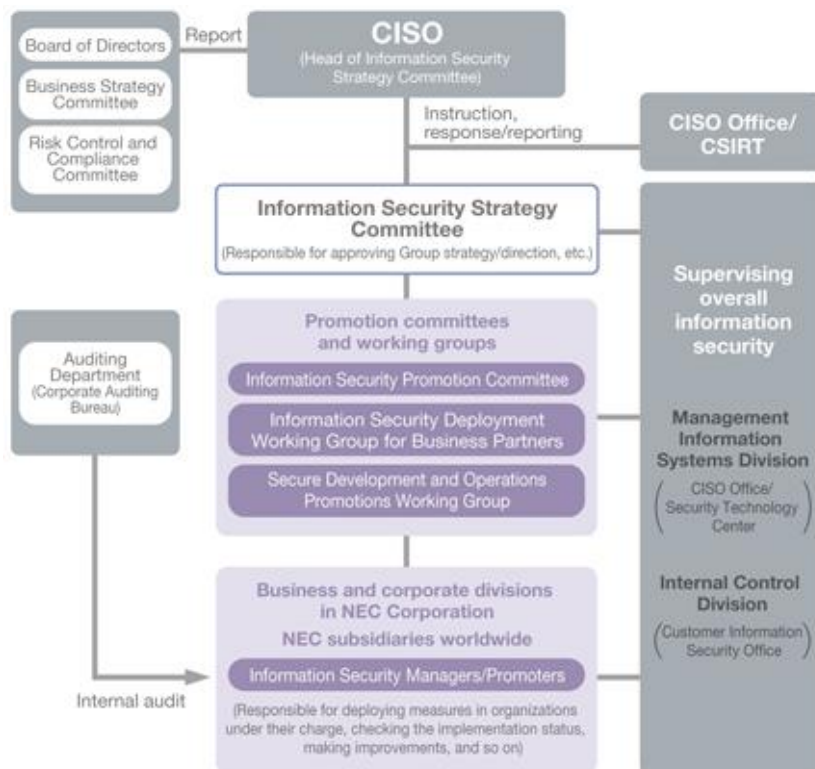 Board of Directors
Business Strategy
Committee
Risk Control and
Compliance
Committee
Report
CISO
(Head of Information Security
Strategy Committee)
Instruction,
response/reporting
CISO Office/
CSIRT
Information Security Strategy
Committee
(Responsible for approving Group strategy/direction, etc.)
Supervising
overall
information
security
Management
Information
Systems Division
(CISO Office/
Security Technology
Center)
Internal Control
Division
(Customer Information
Security Office)
Promotion committees
and working groups
Information Security Promotion Committee
Information Security Deployment
Working Group for Business Partners
Secure Development and Operations
Promotions Working Group
Auditing
Department
(Corporate Auditing
Bureau)
Internal audit
Business and corporate divisions
in NEC Corporation
NEC subsidiaries worldwide
Information Security Managers/Promoters
(Responsible for deploying measures in organizations
under their charge, checking the implementation status,
making improvements, and so on)